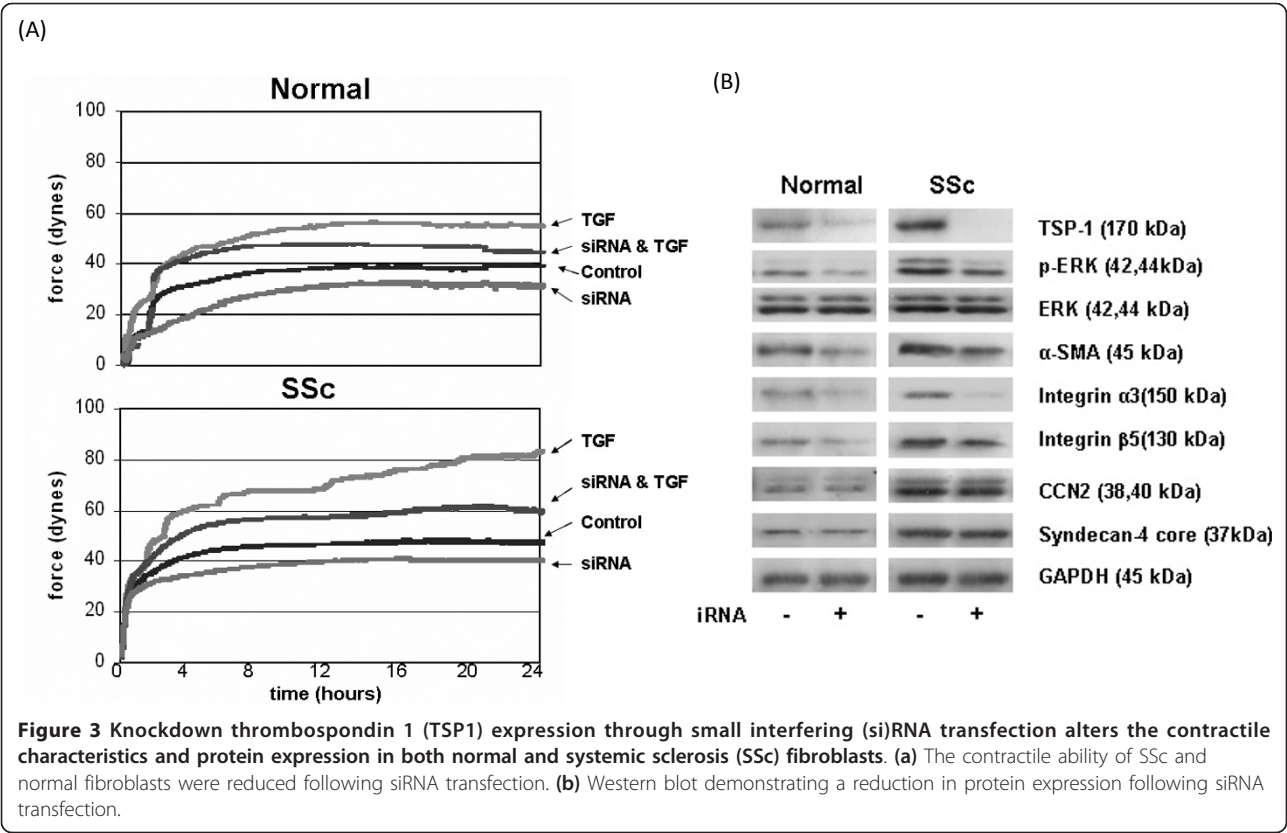 (A)
Normal
100
80
60
40
20
0
force (dynes)
TGF
siRNA & TGF
Control
siRNA
SSc
100
80
60
40
20
0
force (dynes)
TGF
siRNA & TGF
Control
siRNA
0 4 8 12 16 20 24
time (hours)
(B)
Normal SSc
TSP-1 (170 kDa)
p-ERK (42,44kDa)
ERK (42,44 kDa)
α-SMA (45 kDa)
Integrin α3(150 kDa)
Integrin β5(130 kDa)
CCN2 (38,40 kDa)
Syndecan-4 core (37kDa)
GAPDH (45 kDa)
iRNA - + - +
Figure 3 Knockdown thrombospondin 1 (TSP1) expression through small interfering (si)RNA transfection alters the contractile
characteristics and protein expression in both normal and systemic sclerosis (SSc) fibroblasts. (a) The contractile ability of SSc and
normal fibroblasts were reduced following siRNA transfection. (b) Western blot demonstrating a reduction in protein expression following siRNA
transfection.